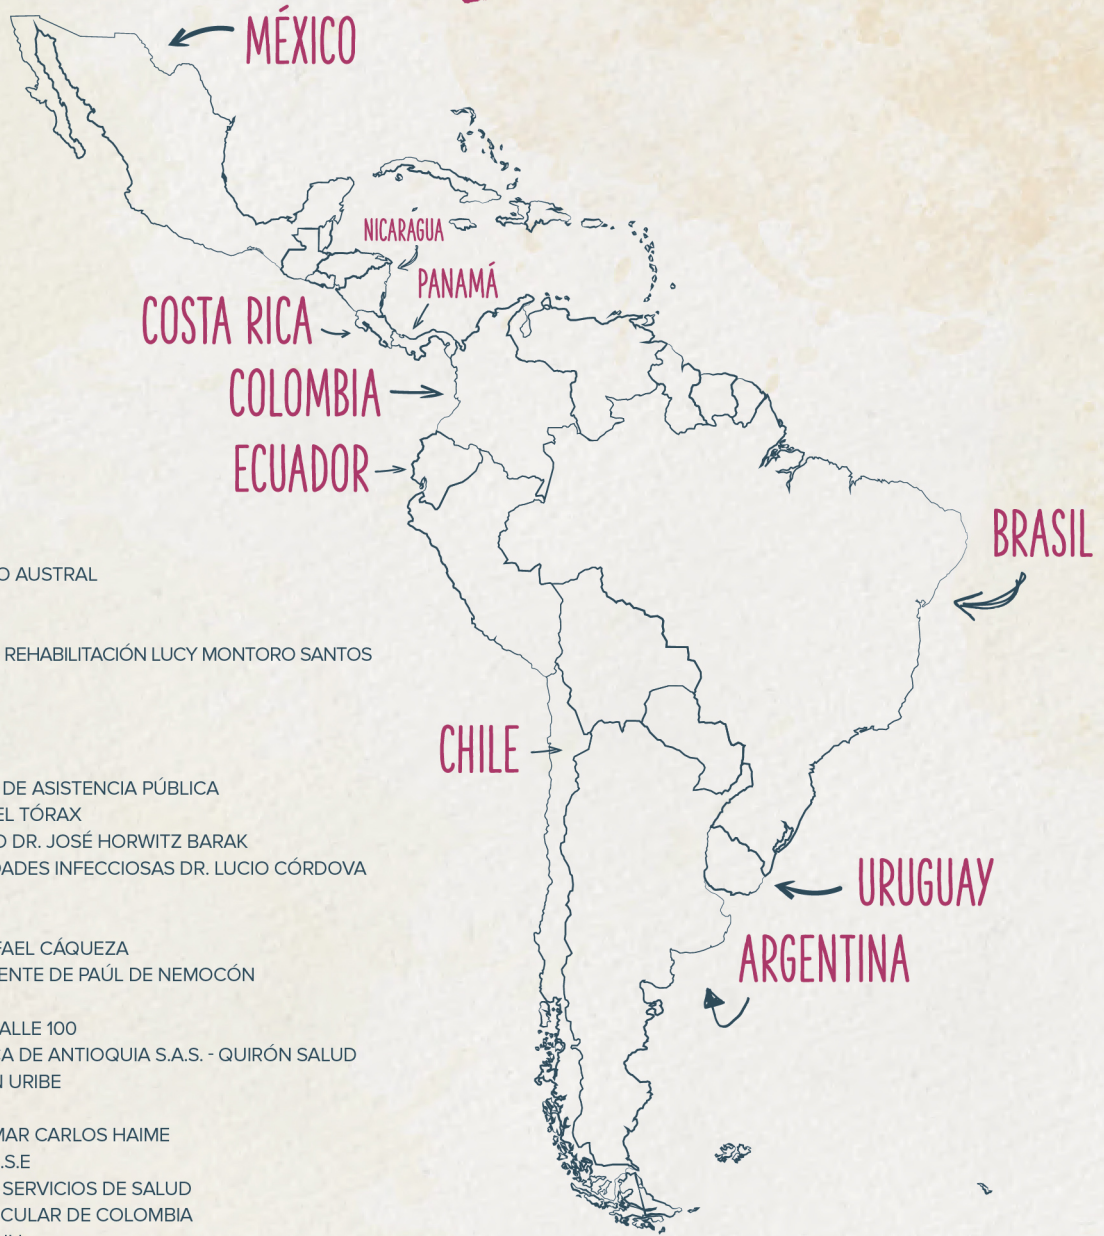 MÉXICO
NICARAGUA
PANAMÁ
COSTA RICA
COLOMBIA
ECUADOR
BRASIL
CHILE
URUGUAY
ARGENTINA
O AUSTRAL
REHABILITACIÓN LUCY MONTORO SANTOS
DE ASISTENCIA PÚBLICA
EL TÓRAX
O DR. JOSÉ HORWITZ BARAK
DADES INFECCIOSAS DR. LUCIO CÓRDOVA
FAEL CÁQUEZA
ENTE DE PAÚL DE NEMOCÓN
ALLE 100
CA DE ANTIOQUIA S.A.S. - QUIRÓN SALUD
N URIBE
MAR CARLOS HAIME
.S.E
SERVICIOS DE SALUD
CULAR DE COLOMBIA